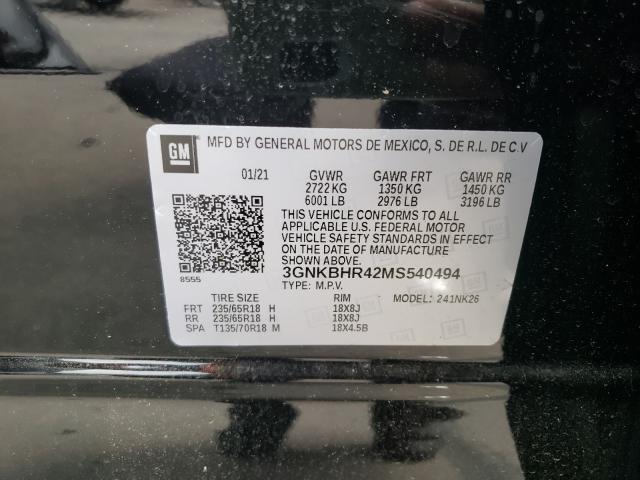 GM MFD BY GENERAL MOTORS DE MEXICO, S. DE R.L. DE C.V
01/21 GVWR GAWR FRT GAWR RR
2722 KG 1350 KG 1450 KG
6001 LB 2976 LB 3196 LB
THIS VEHICLE CONFORMS TO ALL
APPLICABLE U.S. FEDERAL MOTOR
VEHICLE SAFETY STANDARDS IN EFFECT
ON THE DATE OF MANUFACTURE
SHOWN ABOVE.
8555 3GNKBHR42MS540494
TYPE: M.P.V.
TIRE SIZE RIM MODEL: 241NK26
FRT 235/65R18 H 18X8J
RR 235/65R18 H 18X8J
SPA T135/70R18 M 18X4.5B